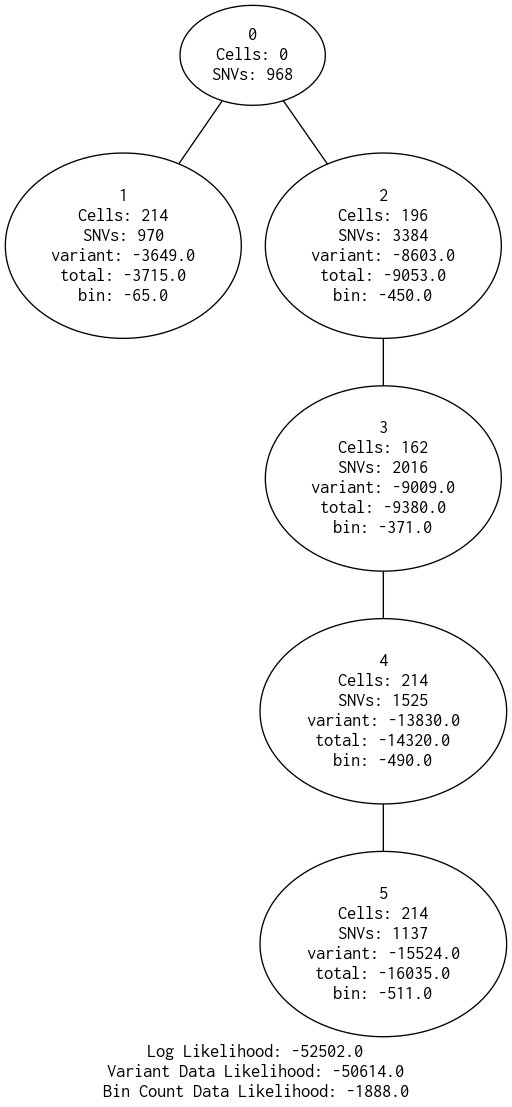 0
Cells: 0
SNVs: 968
1
Cells: 214
SNVs: 970
variant: -3649.0
total: -3715.0
bin: -65.0
2
Cells: 196
SNVs: 3384
variant: -8603.0
total: -9053.0
bin: -450.0
3
Cells: 162
SNVs: 2016
variant: -9009.0
total: -9380.0
bin: -371.0
4
Cells: 214
SNVs: 1525
variant: -13830.0
total: -14320.0
bin: -490.0
5
Cells: 214
SNVs: 1137
variant: -15524.0
total: -16035.0
bin: -511.0
Log Likelihood: -52502.0
Variant Data Likelihood: -50614.0
Bin Count Data Likelihood: -1888.0